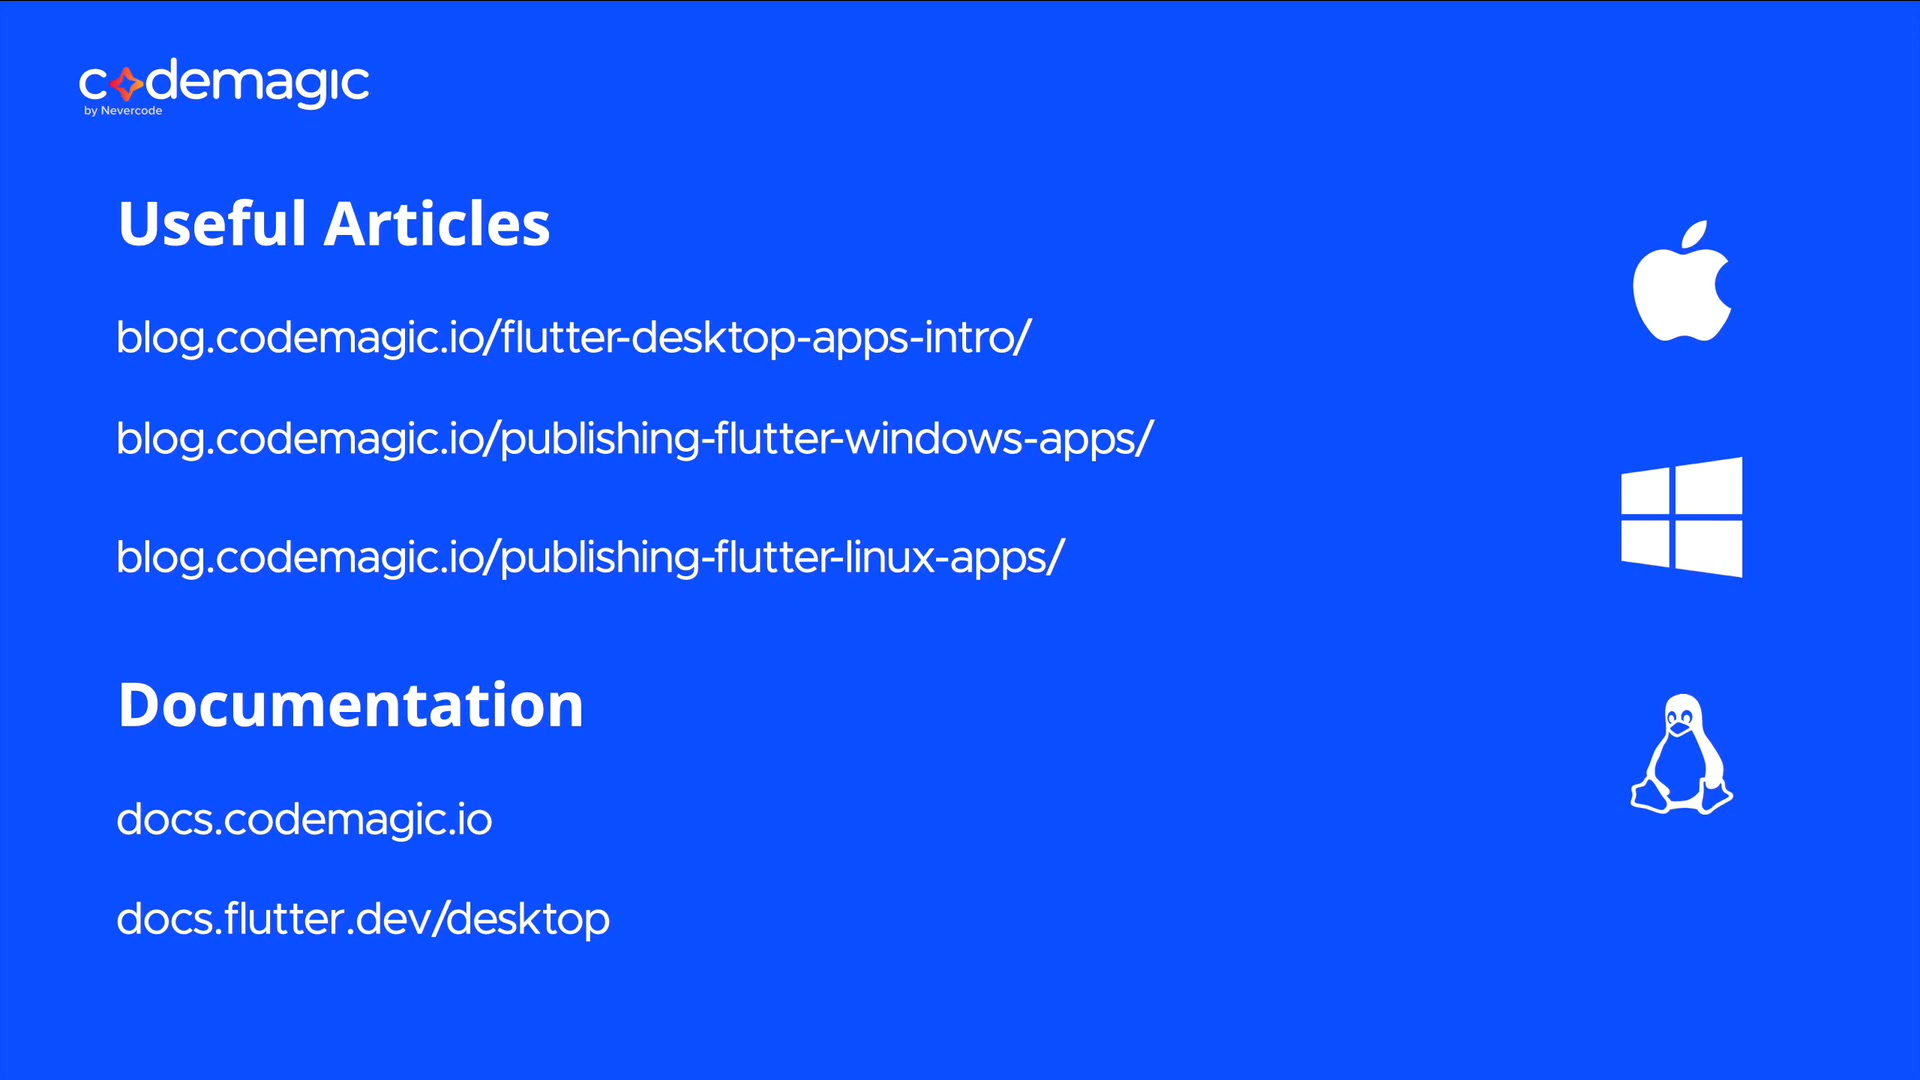 codemagic
by Nevercode
Useful Articles
blog.codemagic.io/flutter-desktop-apps-intro/
blog.codemagic.io/publishing-flutter-windows-apps/
blog.codemagic.io/publishing-flutter-linux-apps/
Documentation
docs.codemagic.io
docs.flutter.dev/desktop